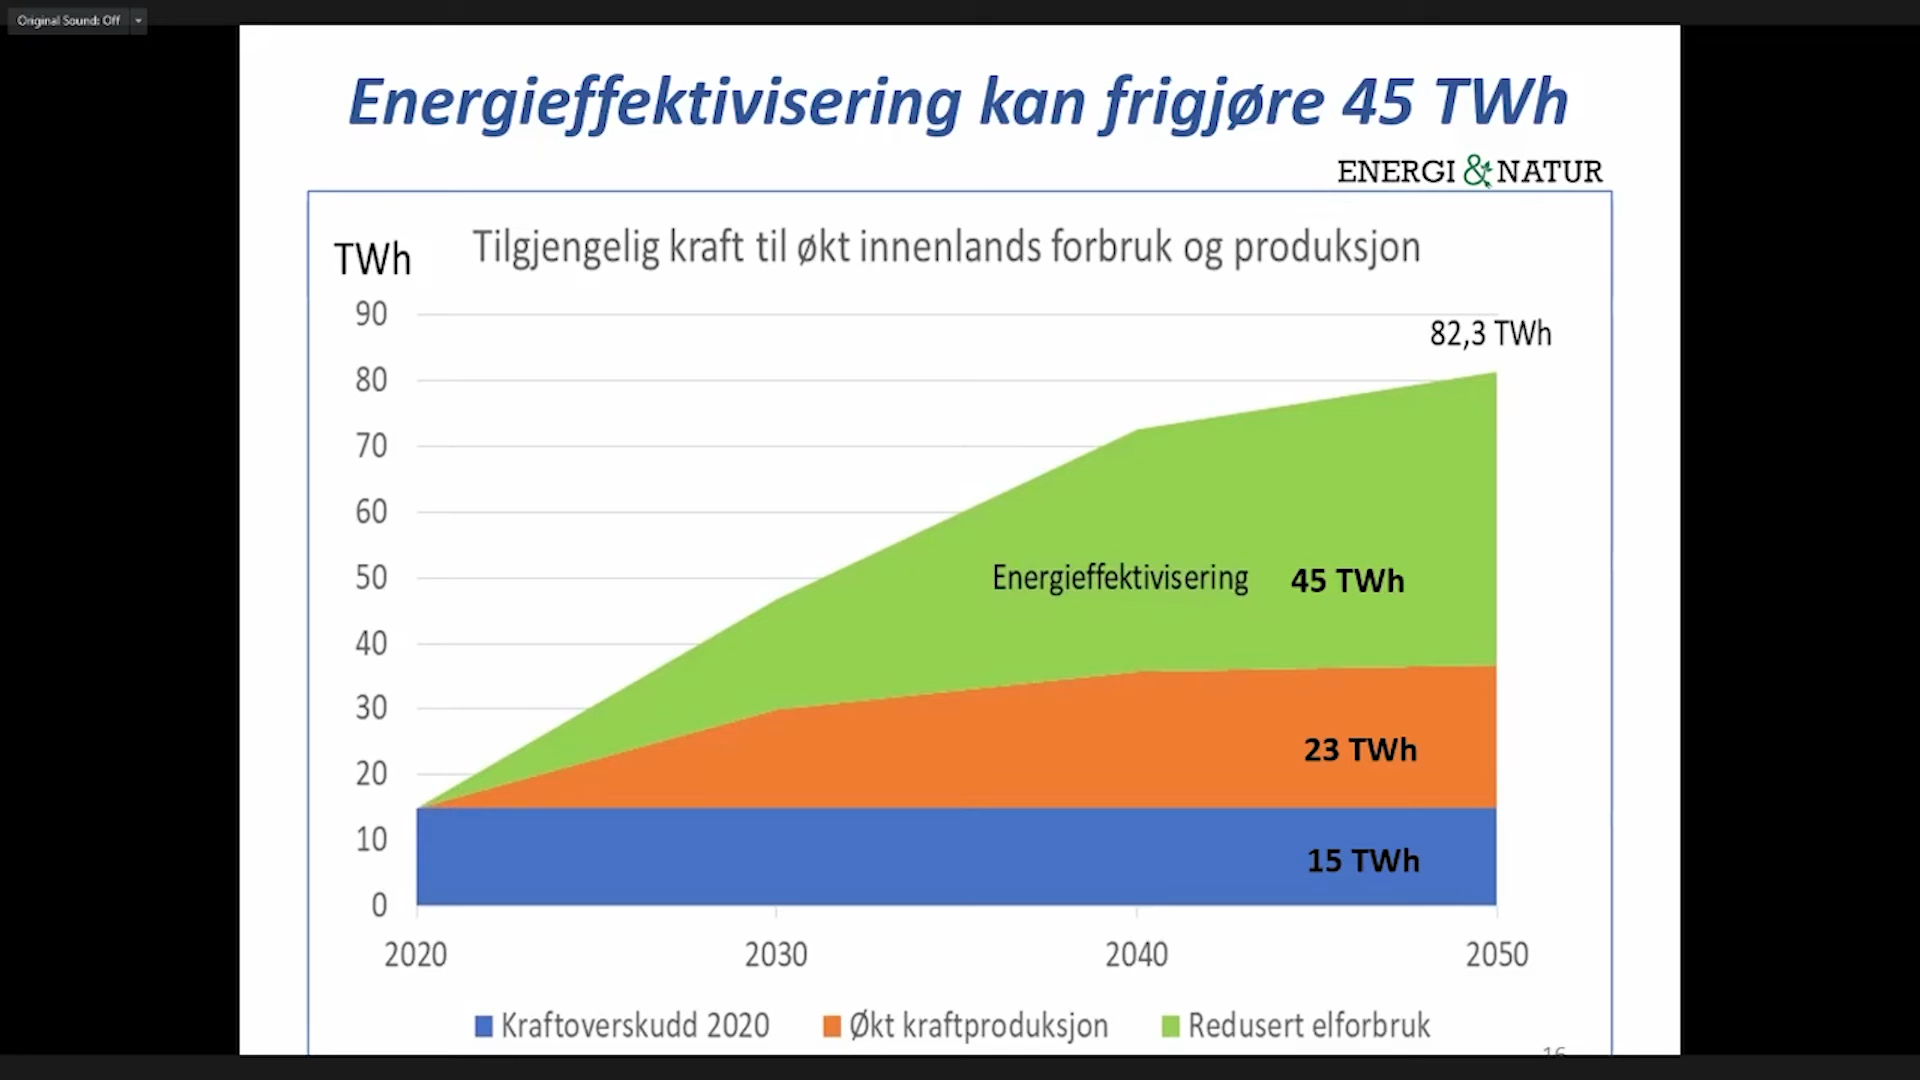 Original Sound: Off
Energieffektivisering kan frigjøre 45 TWh
ENERGI & NATUR
TWh
Tilgjengelig kraft til økt innenlands forbruk og produksjon
90
82,3 TWh
80
70
60
50
Energieffektivisering 45 TWh
40
30
23 TWh
20
10
15 TWh
0
2020 2030 2040 2050
Kraftoverskudd 2020 Økt kraftproduksjon Redusert elforbruk